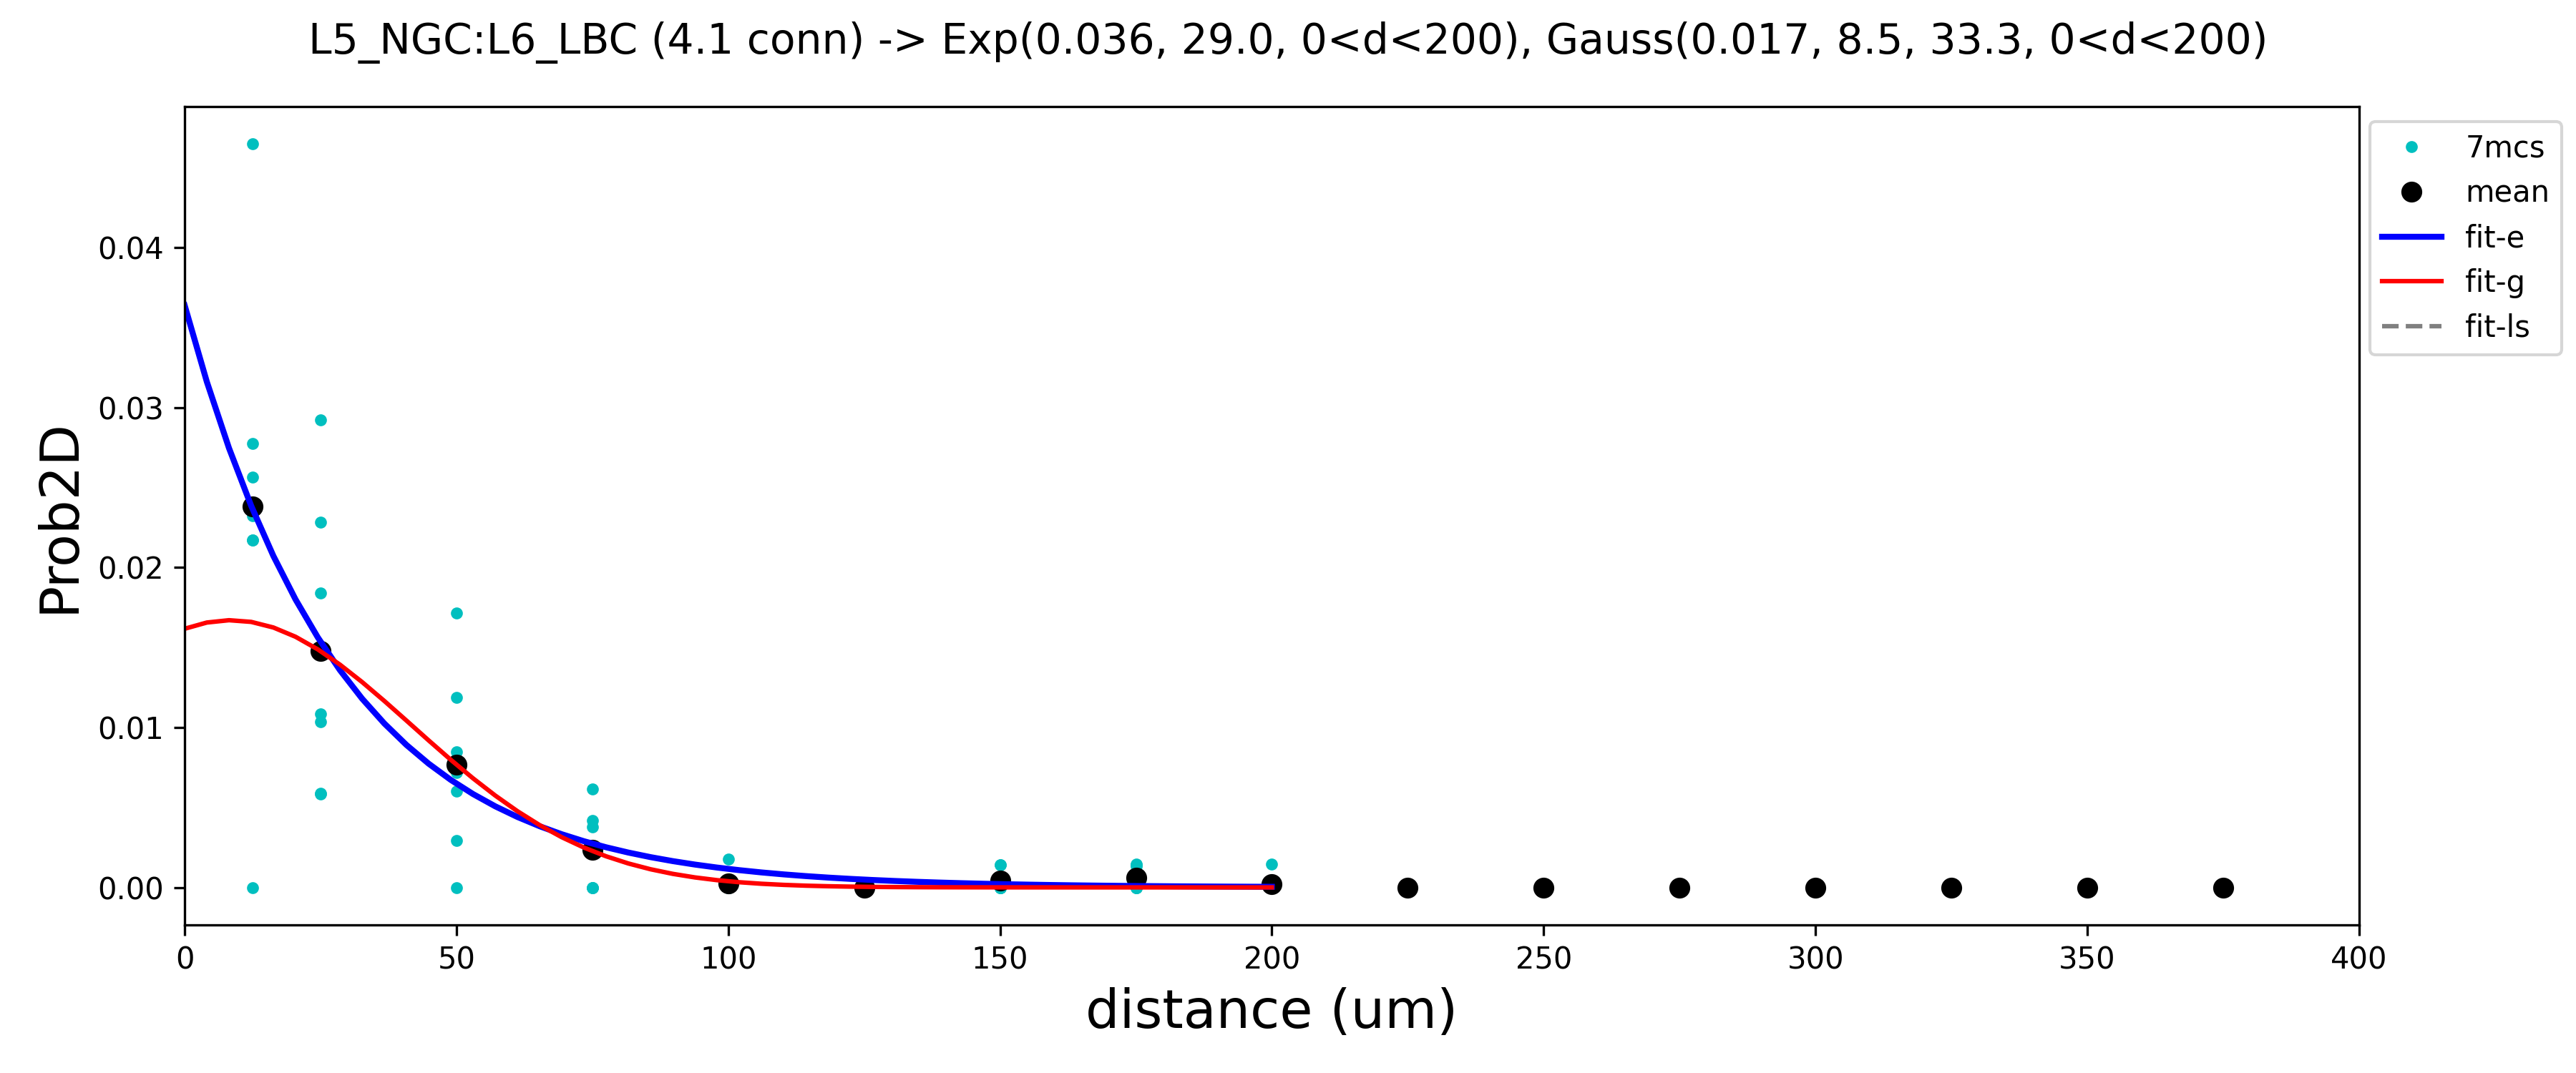 L5_NGC:L6_LBC (4.1 conn) -> Exp(0.036, 29.0, 0<d<200), Gauss(0.017, 8.5, 33.3, 0<d<200)
7mcs
mean
fit-e
fit-g
fit-ls
Prob2D
0.04
0.03
0.02
0.01
0.00
0 50 100 150 200 250 300 350 400
distance (um)